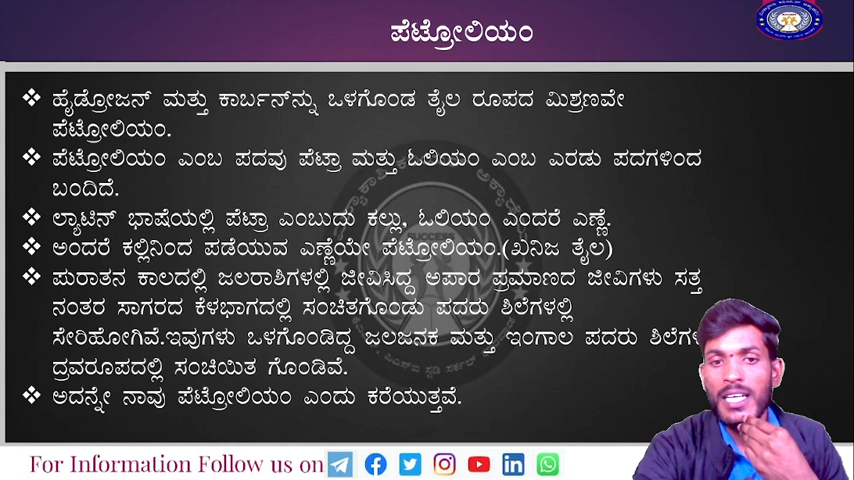 ಪೆಟ್ರೋಲಿಯಂ
❖ ಹೈಡ್ರೋಜನ್ ಮತ್ತು ಕಾರ್ಬನ್‌ನ್ನು ಒಳಗೊಂಡ ತೈಲ ರೂಪದ ಮಿಶ್ರಣವೇ
ಪೆಟ್ರೋಲಿಯಂ.
❖ ಪೆಟ್ರೋಲಿಯಂ ಎಂಬ ಪದವು ಪೆಟ್ರಾ ಮತ್ತು ಓಲಿಯಂ ಎಂಬ ಎರಡು ಪದಗಳಿಂದ
ಬಂದಿದೆ.
❖ ಲ್ಯಾಟಿನ್ ಭಾಷೆಯಲ್ಲಿ ಪೆಟ್ರಾ ಎಂಬುದು ಕಲ್ಲು, ಓಲಿಯಂ ಎಂದರೆ ಎಣ್ಣೆ.
❖ ಅಂದರೆ ಕಲ್ಲಿನಿಂದ ಪಡೆಯುವ ಎಣ್ಣೆಯೇ ಪೆಟ್ರೋಲಿಯಂ.(ಖನಿಜ ತೈಲ)
❖ ಪುರಾತನ ಕಾಲದಲ್ಲಿ ಜಲರಾಶಿಗಳಲ್ಲಿ ಜೀವಿಸಿದ್ದ ಅಪಾರ ಪ್ರಮಾಣದ ಜೀವಿಗಳು ಸತ್ತ
ನಂತರ ಸಾಗರದ ಕೆಳಭಾಗದಲ್ಲಿ ಸಂಚಿತಗೊಂಡು ಪದರು ಶಿಲೆಗಳಲ್ಲಿ
ಸೇರಿಹೋಗಿವೆ.ಇವುಗಳು ಒಳಗೊಂಡಿದ್ದ ಜಲಜನಕ ಮತ್ತು ಇಂಗಾಲ ಪದರು
ದ್ರವರೂಪದಲ್ಲಿ ಸಂಚಿಯಿತ ಗೊಂಡಿವೆ.
❖ ಅದನ್ನೇ ನಾವು ಪೆಟ್ರೋಲಿಯಂ ಎಂದು ಕರೆಯುತ್ತವೆ.
SUCCESS
For Information Follow us on